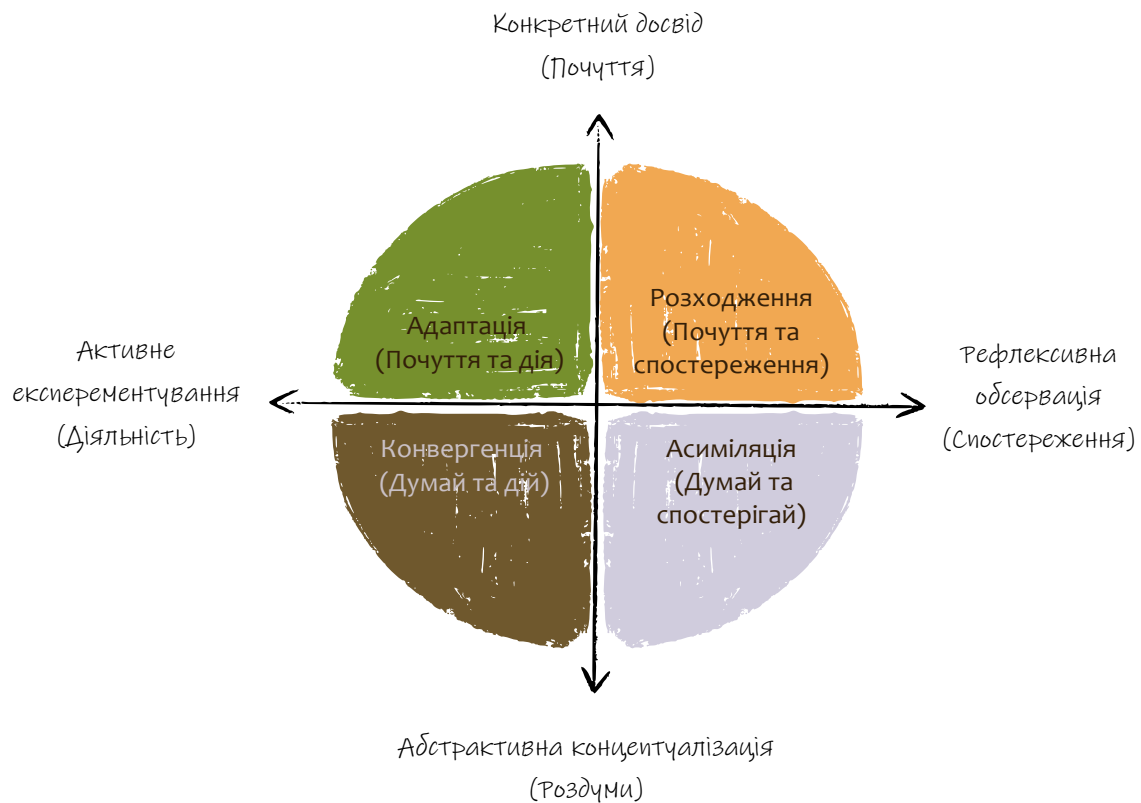 Конкретний досвід
(Почуття)
Адаптація
(Почуття та дія)
Розходження
(Почуття та
спостереження)
Активне
експерементування
(Діяльність)
Рефлексивна
обсервація
(Спостереження)
Конвергенція
(Думай та дій)
Асиміляція
(Думай та
спостерігай)
Абстрактивна концептуалізація
(Роздуми)